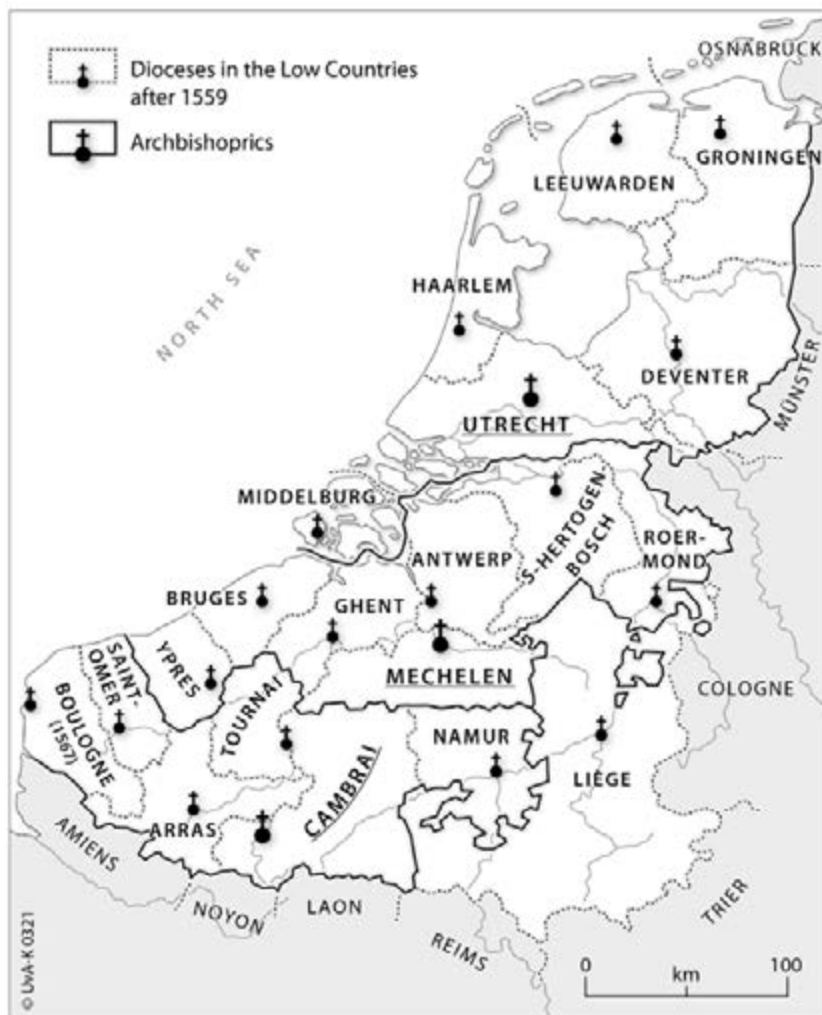 Dioceses in the Low Countries
after 1559
Archbishoprics
OSNABRÜCK
GRONINGEN
LEEUWARDEN
NORTH SEA
HAARLEM
DEVENTER
MÜNSTER
UTRECHT
MIDDELBURG
ANTWERP
S-HERTOGEN
BOSCH
ROER-
MOND
BRUGES
GHENT
YPRES
SAINT-
OMER
BOULOGNE
(1567)
TOURNAI
MECHELEN
COLOGNE
NAMUR
LIÈGE
CAMBRAI
ARRAS
AMIENS
NOYON
LAON
REIMS
TRIER
0
100
km
© UvA-K 0321